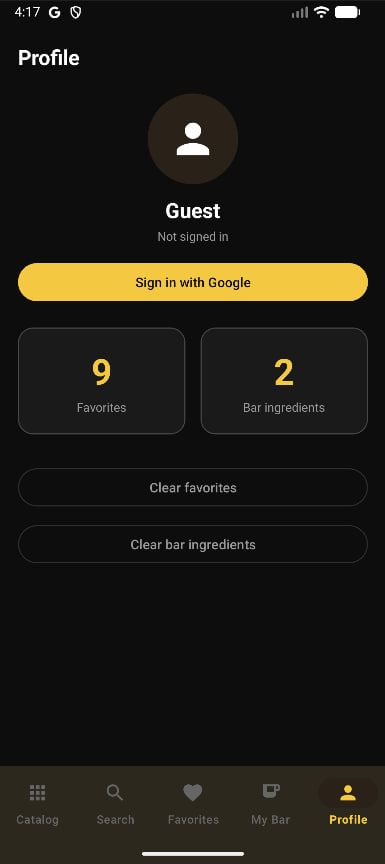 4:17
Profile
Guest
Not signed in
Sign in with Google
9
Favorites
2
Bar ingredients
Clear favorites
Clear bar ingredients
Catalog
Search
Favorites
My Bar
Profile